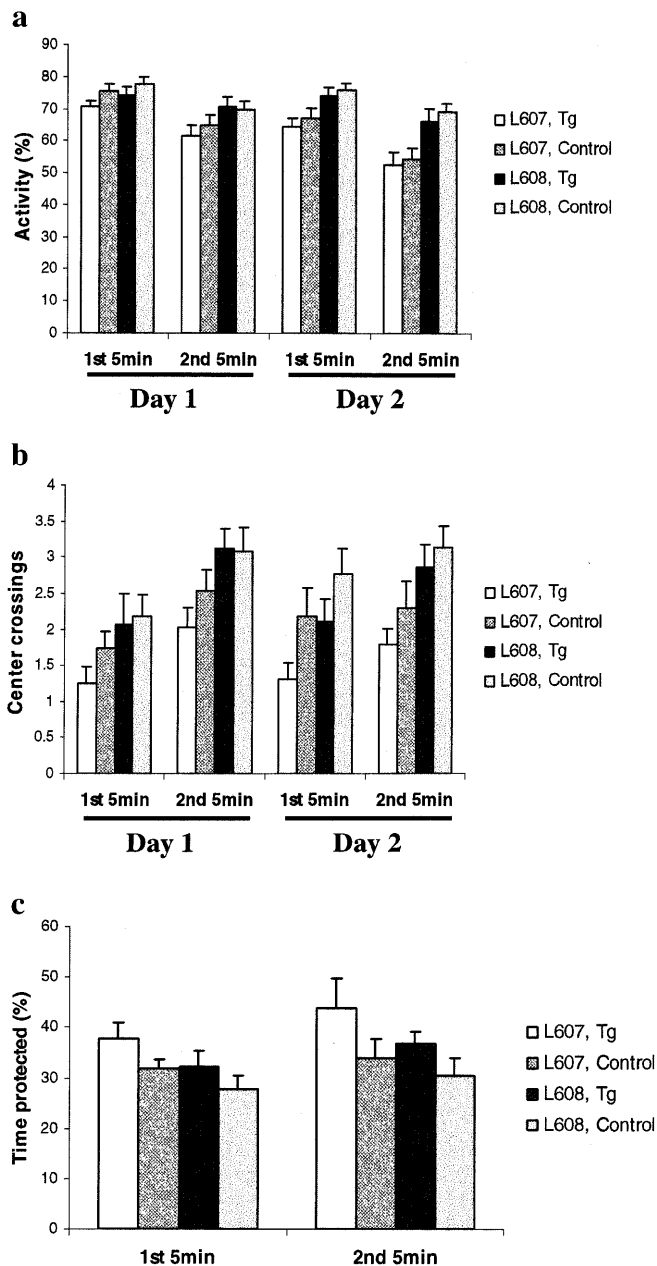 a
Activity (%)
90
80
70
60
50
40
30
20
10
0
1st 5min 2nd 5min 1st 5min 2nd 5min
Day 1 Day 2
L607, Tg
L607, Control
L608, Tg
L608, Control
b
Center crossings
4
3.5
3
2.5
2
1.5
1
0.5
0
1st 5min 2nd 5min 1st 5min 2nd 5min
Day 1 Day 2
L607, Tg
L607, Control
L608, Tg
L608, Control
c
Time protected (%)
60
50
40
30
20
10
0
1st 5min 2nd 5min
L607, Tg
L607, Control
L608, Tg
L608, Control